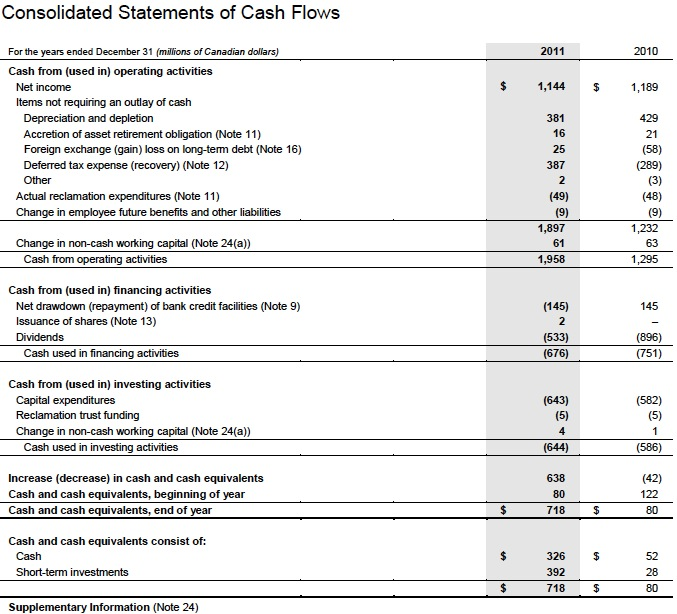 Consolidated Statements of Cash Flows
For the years ended December 31 (millions of Canadian dollars) 2011 2010
Cash from (used in) operating activities
Net income $ 1,144 $ 1,189
Items not requiring an outlay of cash
Depreciation and depletion 381 429
Accretion of asset retirement obligation (Note 11) 16 21
Foreign exchange (gain) loss on long-term debt (Note 16) 25 (58)
Deferred tax expense (recovery) (Note 12) 387 (289)
Other 2 (3)
Actual reclamation expenditures (Note 11) (49) (48)
Change in employee future benefits and other liabilities (9) (9)
1,897 1,232
Change in non-cash working capital (Note 24(a)) 61 63
Cash from operating activities 1,958 1,295
Cash from (used in) financing activities
Net drawdown (repayment) of bank credit facilities (Note 9) (145) 145
Issuance of shares (Note 13) 2 –
Dividends (533) (896)
Cash used in financing activities (676) (751)
Cash from (used in) investing activities
Capital expenditures (643) (582)
Reclamation trust funding (5) (5)
Change in non-cash working capital (Note 24(a)) 4 1
Cash used in investing activities (644) (586)
Increase (decrease) in cash and cash equivalents 638 (42)
Cash and cash equivalents, beginning of year 80 122
Cash and cash equivalents, end of year $ 718 $ 80
Cash and cash equivalents consist of:
Cash $ 326 $ 52
Short-term investments 392 28
$ 718 $ 80
Supplementary Information (Note 24)